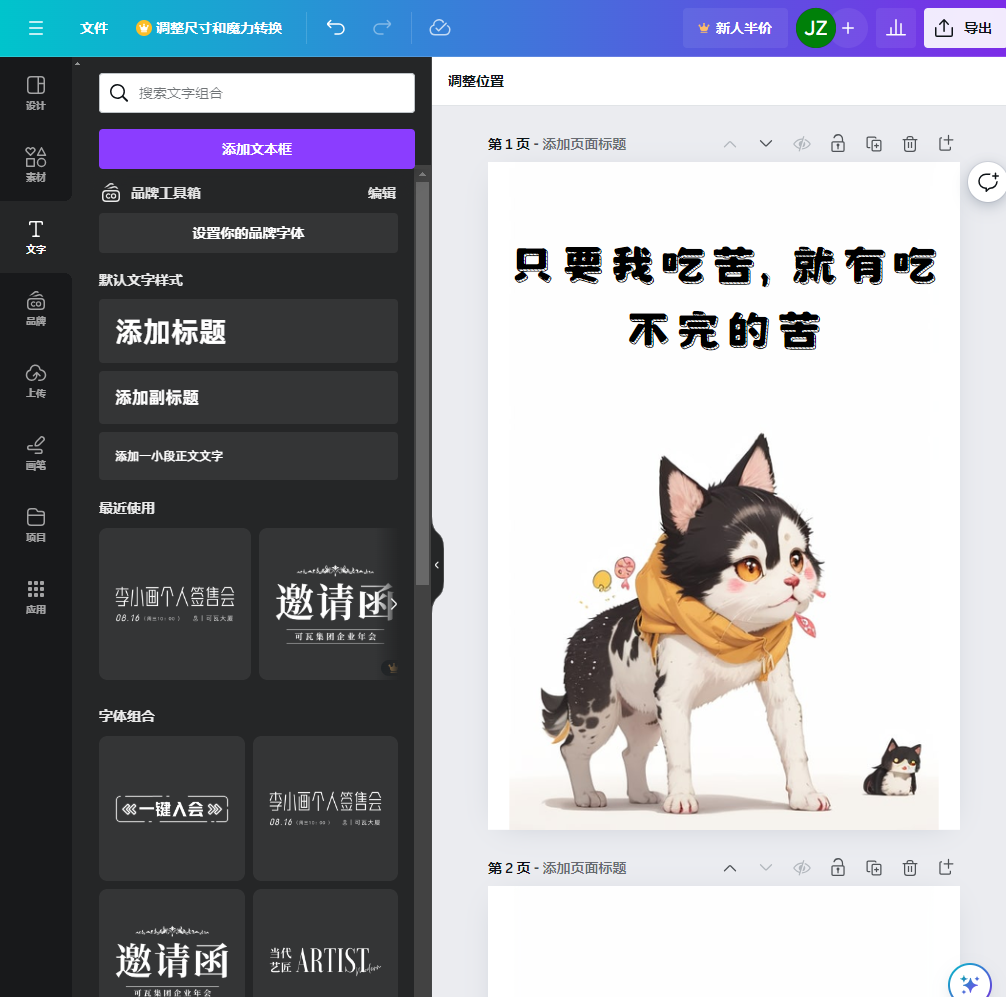 文件
调整尺寸和魔力转换
新人半价
JZ
导出
设计
素材
文字
品牌
上传
画笔
项目
应用
搜索文字组合
添加文本框
品牌工具箱
编辑
设置你的品牌字体
默认文字样式
添加标题
添加副标题
添加一小段正文文字
最近使用
李小画个人签售会
08.16 (周三10:00) 吕丨可瓦大厦
邀请函
可瓦集团企业年会
字体组合
一键入会
李小画个人签售会
邀请函
可瓦集团企业年会
当代
艺匠
ARTIST
调整位置
第 1 页 - 添加页面标题
只要我吃苦, 就有吃
不完的苦
第 2 页 - 添加页面标题